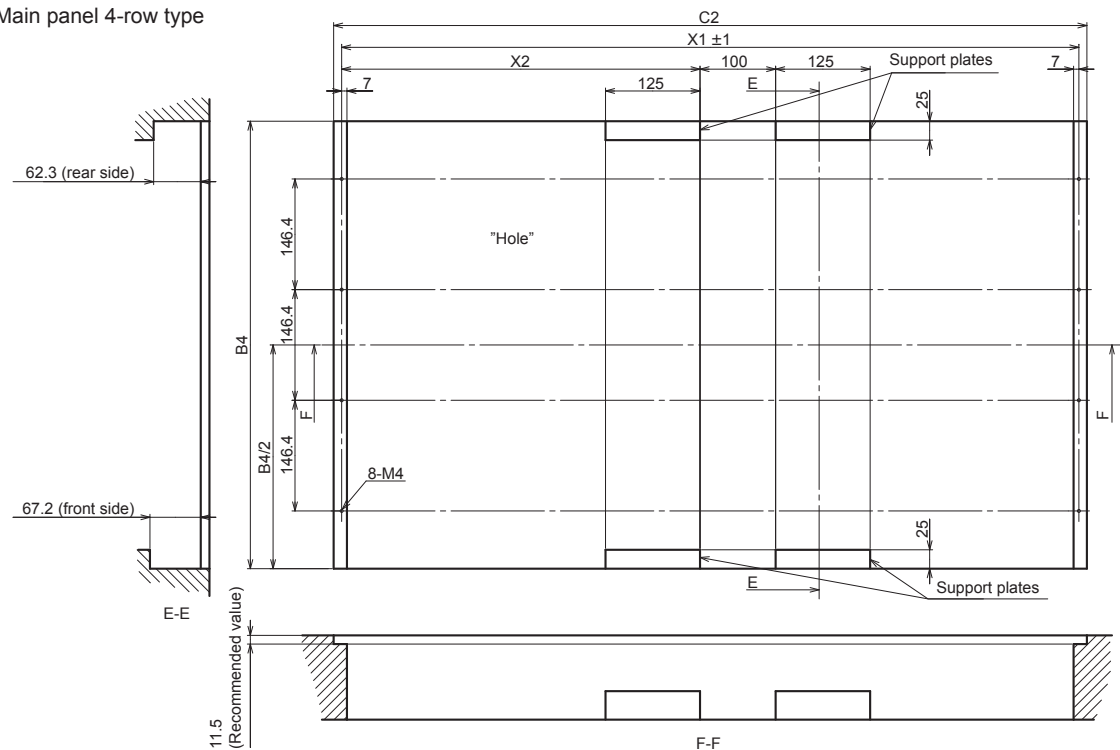 Main panel 4-row type
C2
X1 ±1
X2
100
125
Support plates
7
7
125
E
25
62.3 (rear side)
146.4
"Hole"
146.4
B4
F
F
B4/2
146.4
8-M4
67.2 (front side)
25
E
Support plates
E-E
11.5
(Recommended value)
F-F